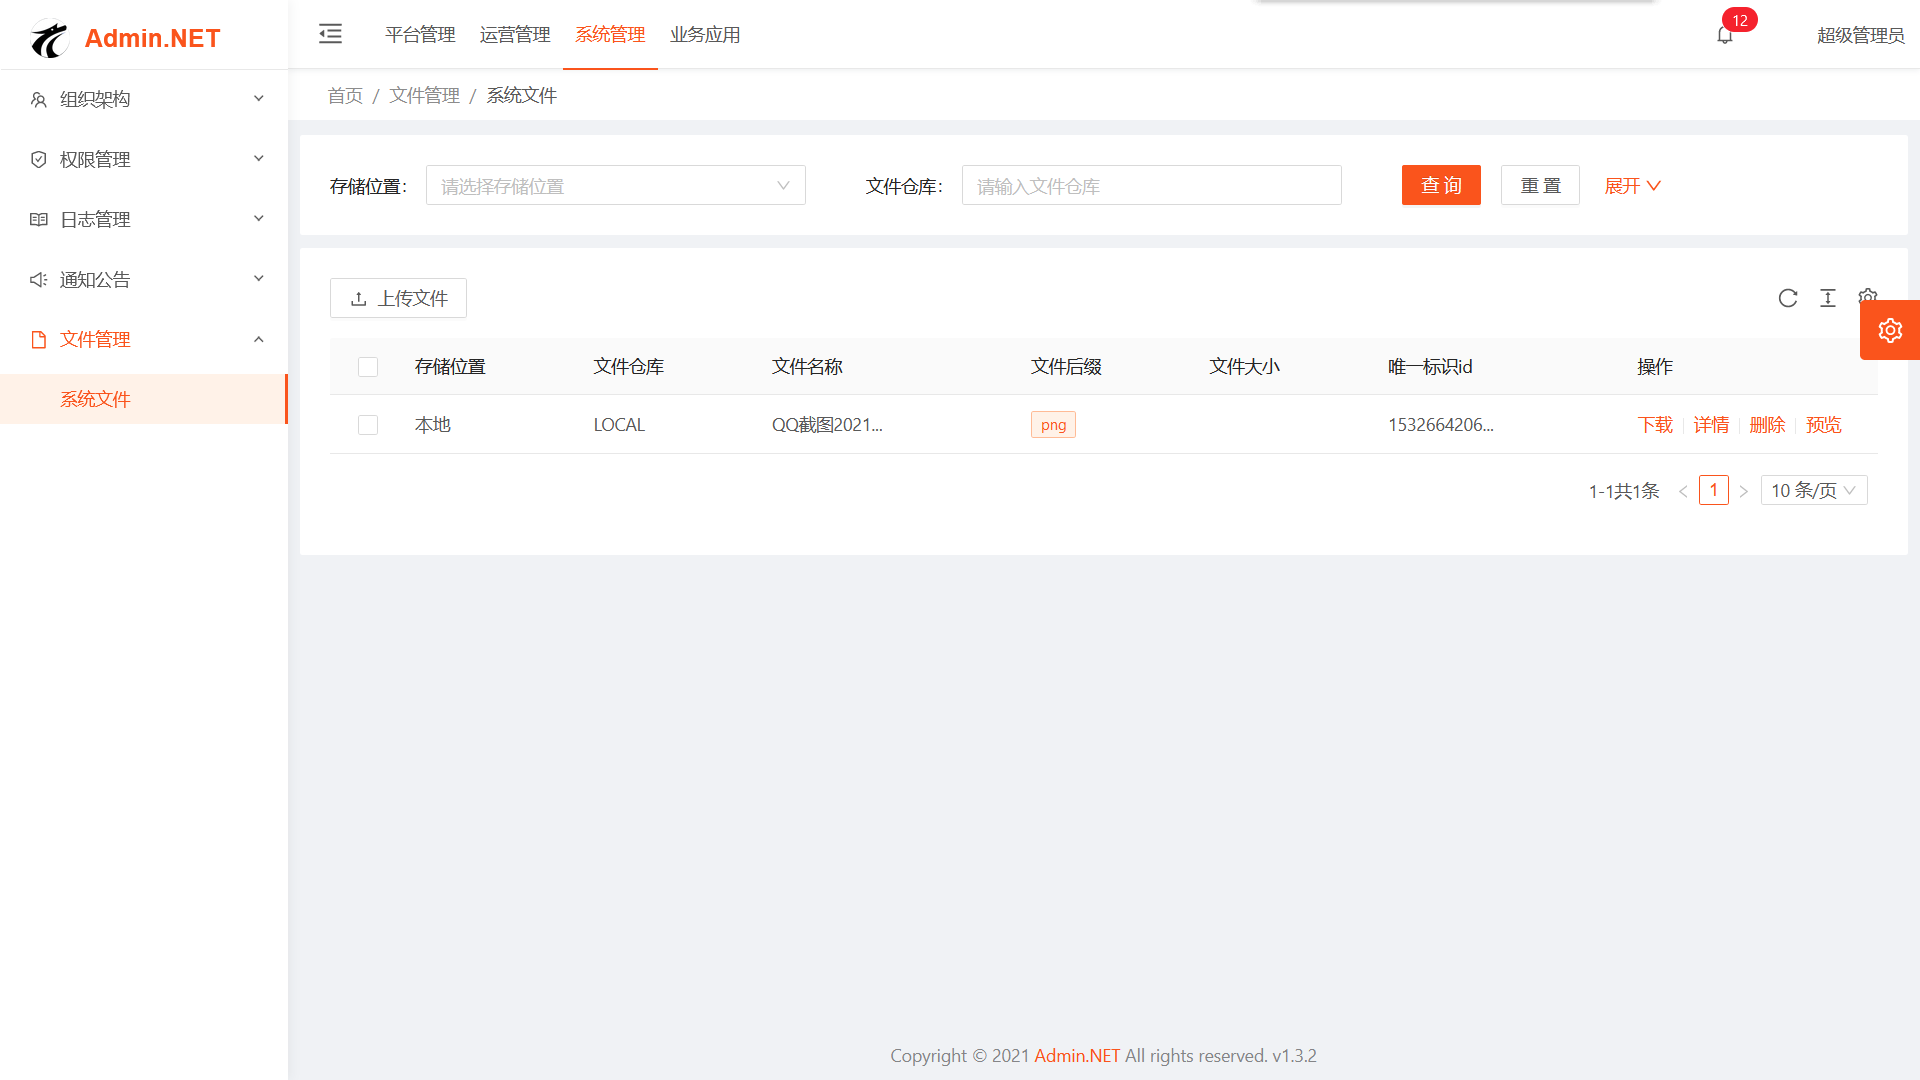 Admin.NET
平台管理 运营管理 系统管理 业务应用
12
超级管理员
组织架构
权限管理
日志管理
通知公告
文件管理
系统文件
首页 / 文件管理 / 系统文件
存储位置： 请选择存储位置 文件仓库： 请输入文件仓库 查 询 重 置 展开
上传文件
存储位置 文件仓库 文件名称 文件后缀 文件大小 唯一标识id 操作
本地 LOCAL QQ截图2021... png 1532664206... 下载 详情 删除 预览
1-1共1条 < 1 > 10 条/页
Copyright © 2021 Admin.NET All rights reserved. v1.3.2